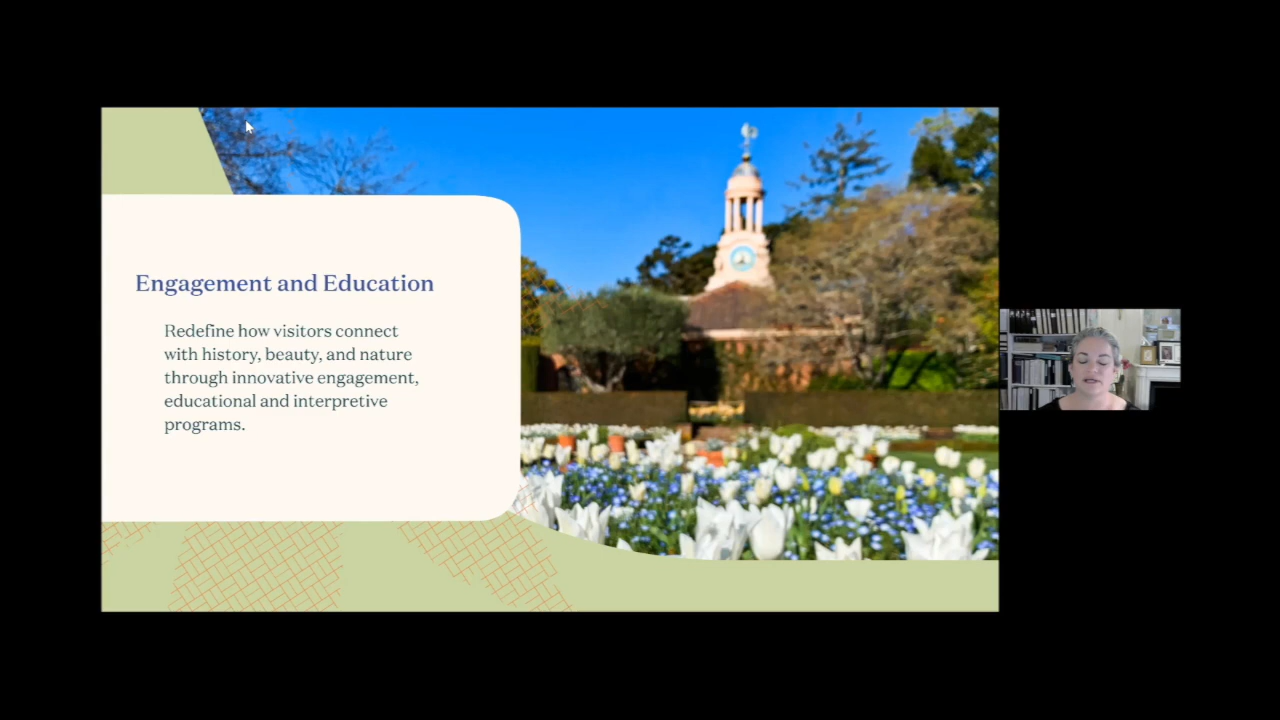 Engagement and Education
Redefine how visitors connect
with history, beauty, and nature
through innovative engagement,
educational and interpretive
programs.